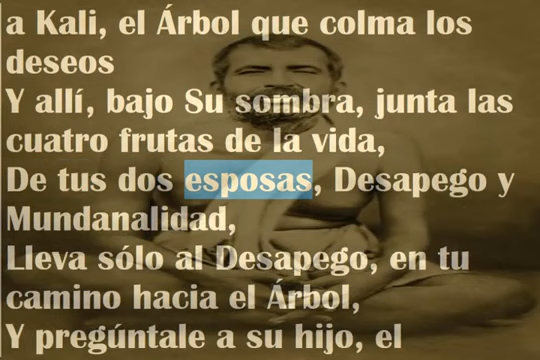 a Kali, el Árbol que colma los
deseos
Y allí, bajo Su sombra, junta las
cuatro frutas de la vida,
De tus dos esposas, Desapego y
Mundanalidad,
Lleva sólo al Desapego, en tu
camino hacia el Árbol,
Y pregúntale a su hijo, el